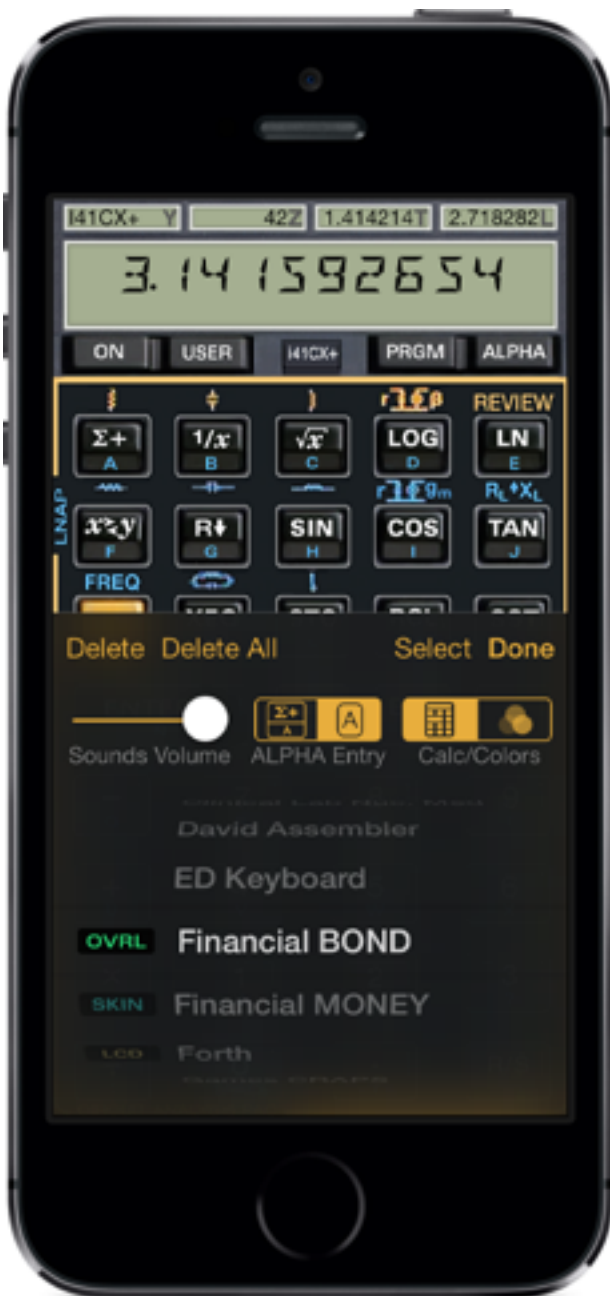 I41CX+ Y 42Z 1.414214T 2.718282L
3.141592654
ON USER I41CX+ PRGM ALPHA
REVIEW
Σ+ 1/x √x LOG LN
A B C D E
LNAP
RL+XL
x≷y R↓ SIN COS TAN
F G H I J
FREQ
Delete Delete All Select Done
Σ+ A A
Sounds Volume ALPHA Entry Calc/Colors
David Assembler
ED Keyboard
OVRL Financial BOND
SKIN Financial MONEY
LCD Forth